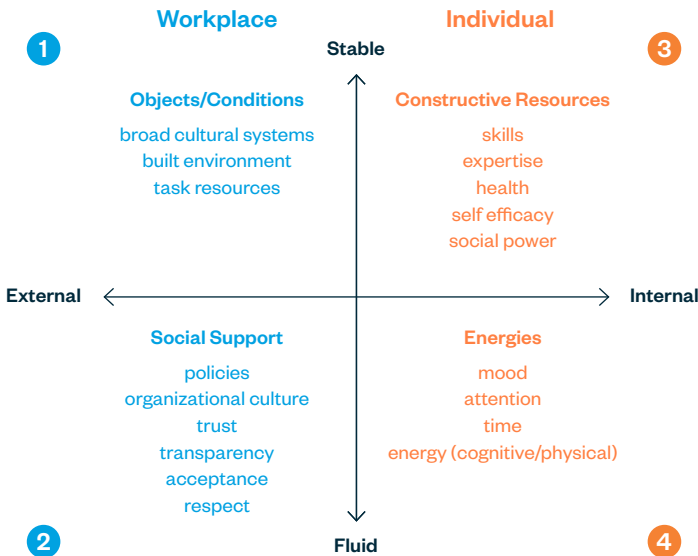 Workplace
Individual
1
Stable
3
Objects/Conditions
broad cultural systems
built environment
task resources
Constructive Resources
skills
expertise
health
self efficacy
social power
External
Internal
Social Support
policies
organizational culture
trust
transparency
acceptance
respect
Energies
mood
attention
time
energy (cognitive/physical)
2
Fluid
4